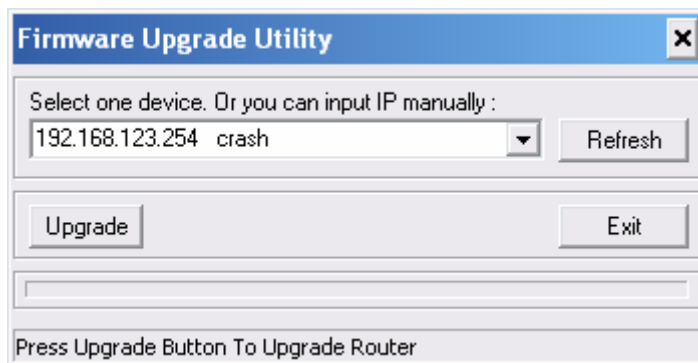 Firmware Upgrade Utility
Select one device. Or you can input IP manually :
192.168.123.254 crash
Refresh
Upgrade
Exit
Press Upgrade Button To Upgrade Router